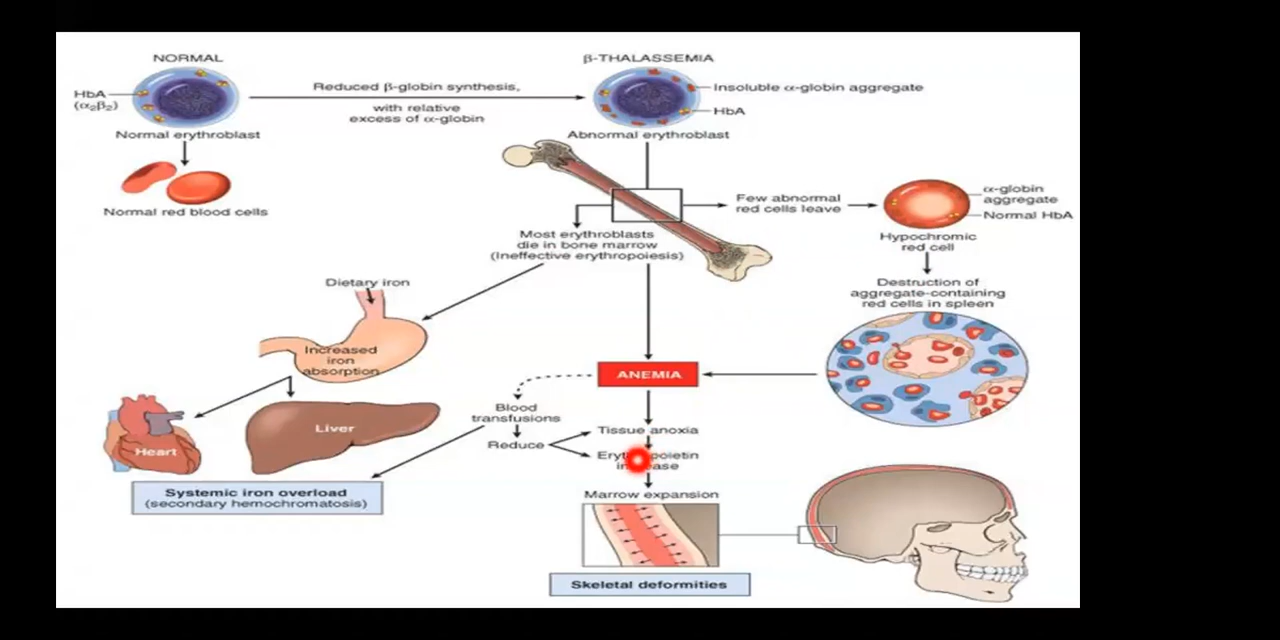 NORMAL
HbA
(α₂β₂)
Normal erythroblast
Normal red blood cells
Reduced β-globin synthesis,
with relative
excess of α-globin
β-THALASSEMIA
Insoluble α-globin aggregate
HbA
Abnormal erythroblast
Few abnormal
red cells leave
α-globin
aggregate
Normal HbA
Hypochromic
red cell
Most erythroblasts
die in bone marrow
(Ineffective erythropoiesis)
Destruction of
aggregate-containing
red cells in spleen
Dietary iron
Increased
iron
absorption
Heart
Liver
ANEMIA
Blood
transfusions
Reduce
Tissue anoxia
Marrow expansion
Systemic iron overload
(secondary hemochromatosis)
Skeletal deformities